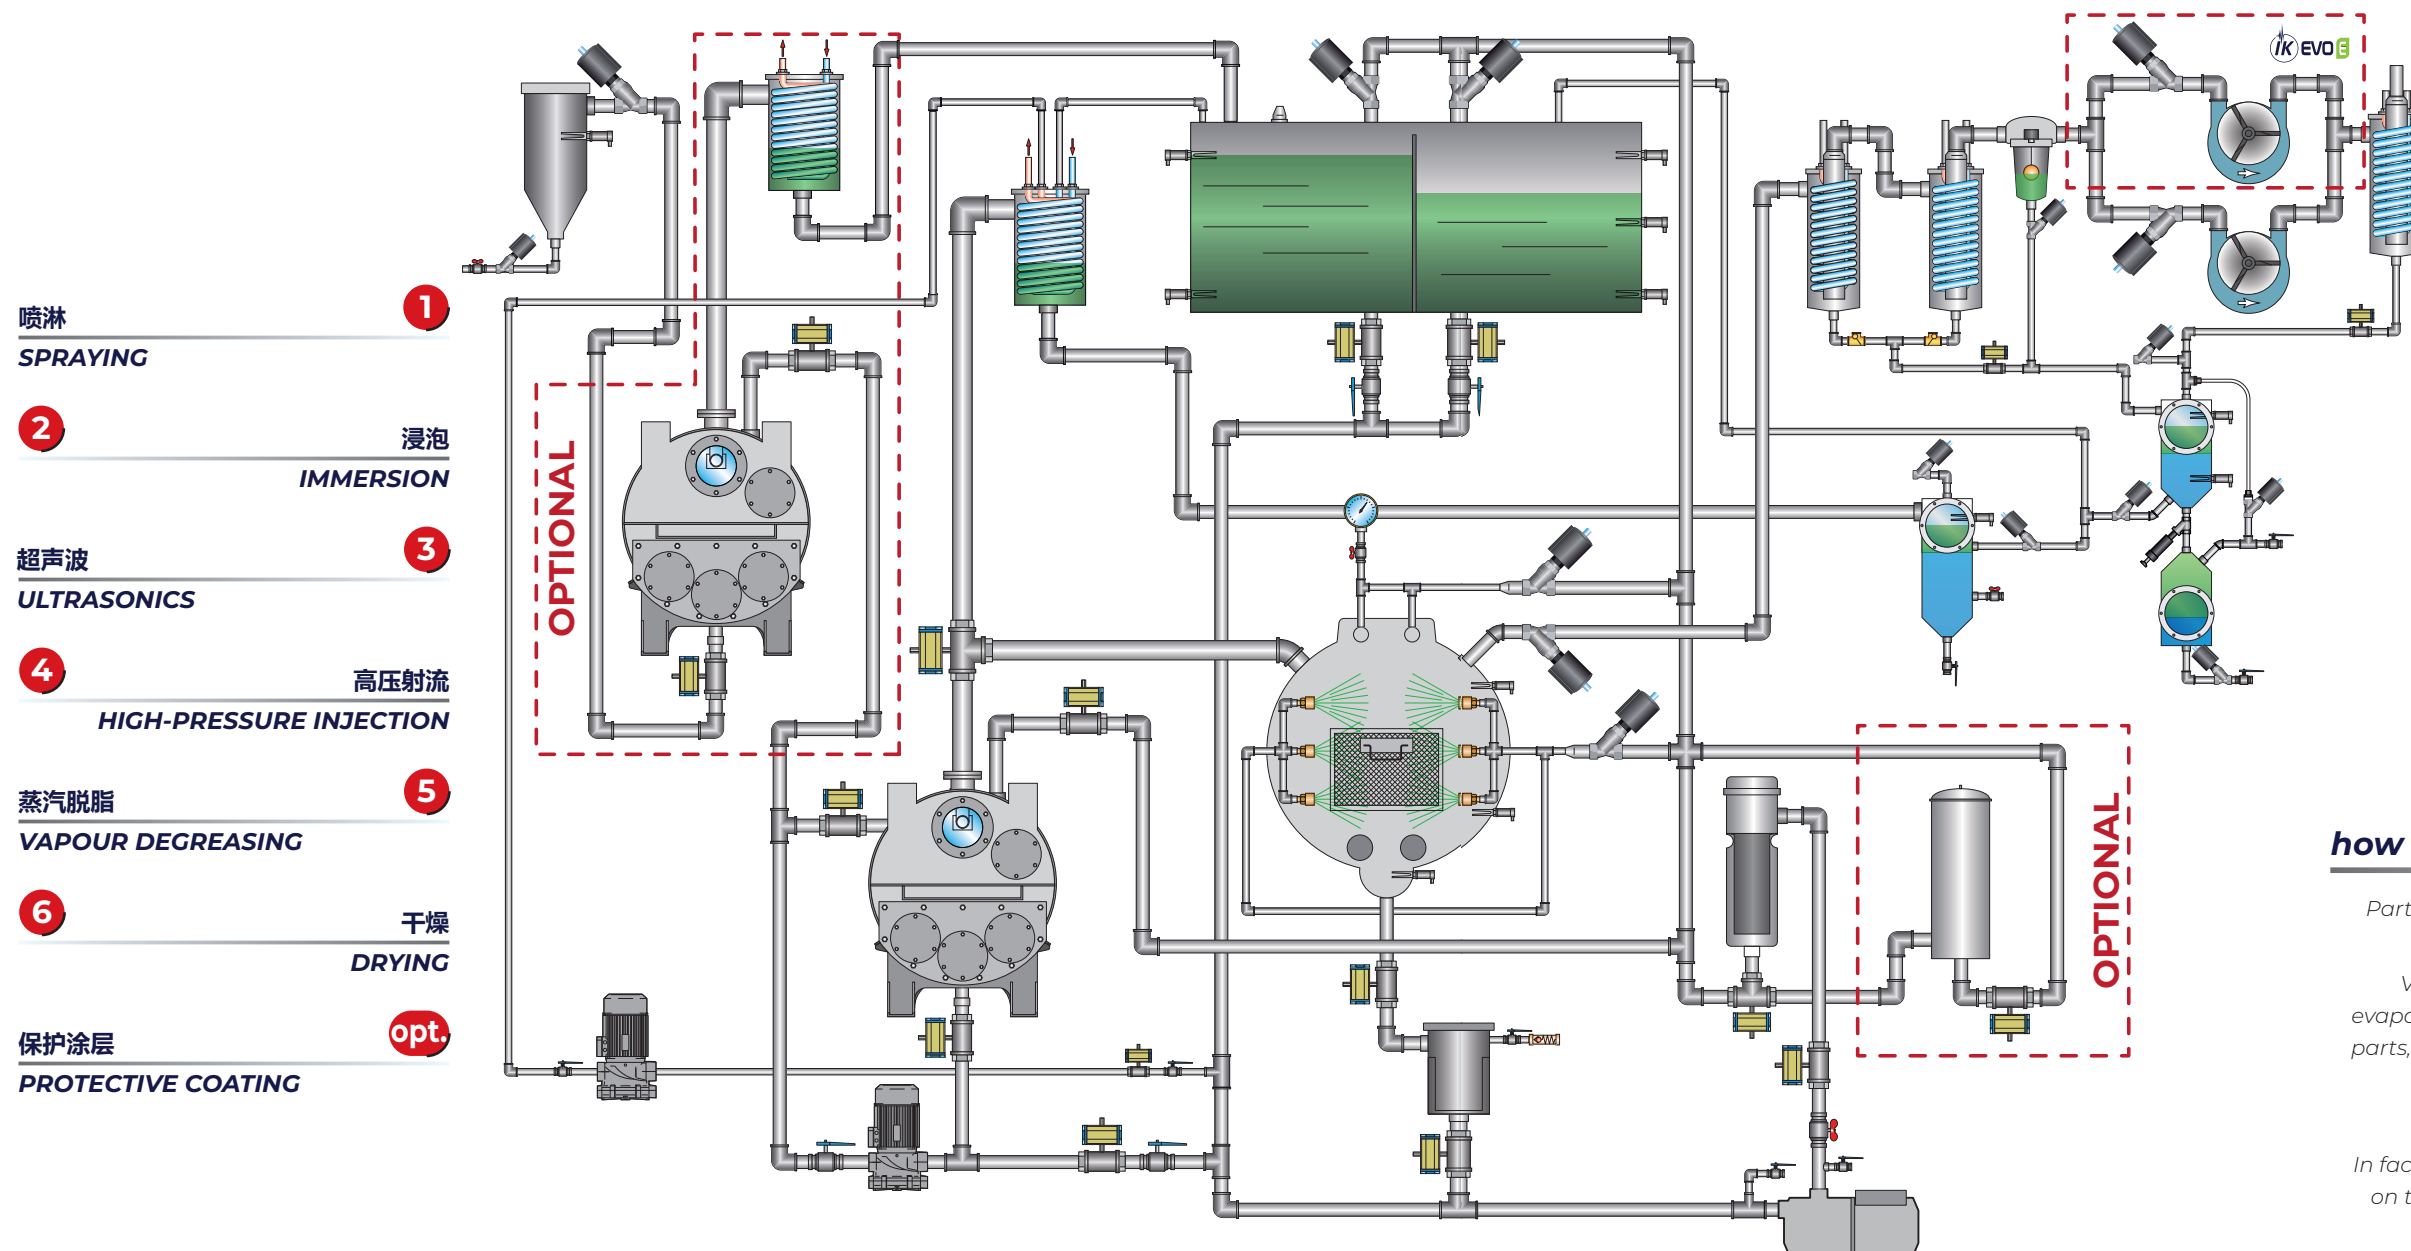 喷淋
1
SPRAYING
2
浸泡
IMMERSION
超声波
3
ULTRASONICS
4
高压射流
HIGH-PRESSURE INJECTION
蒸汽脱脂
5
VAPOUR DEGREASING
6
干燥
DRYING
保护涂层
opt.
PROTECTIVE COATING
OPTIONAL
IK EVO E
OPTIONAL
how
Part
V
evapo
parts,
In fac
on t